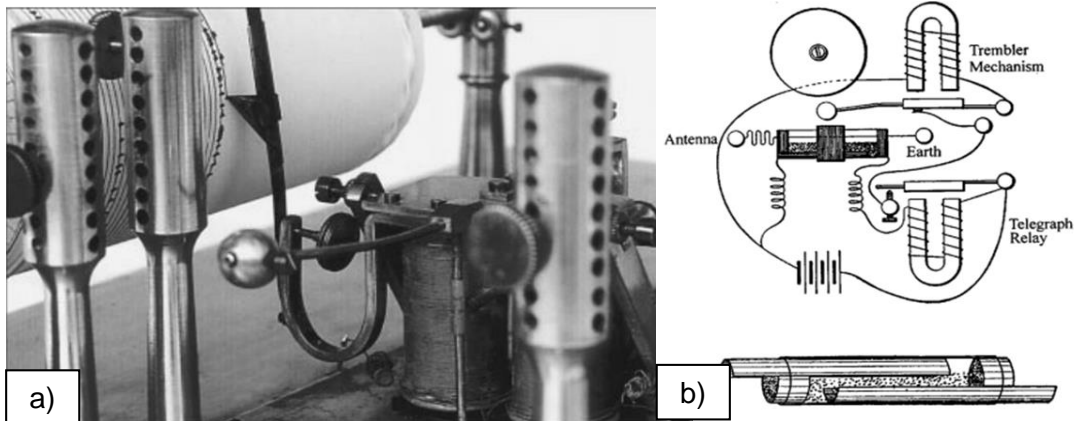 Trembler
Mechanism
Antenna
Earth
Telegraph
Relay
a)
b)